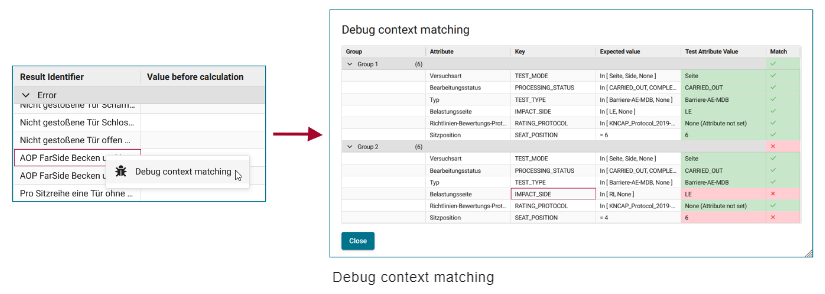 Result Identifier Value before calculation
Error
Nicht gestoßene Tür Scharn...
Nicht gestoßene Tür Schlos...
Nicht gestoßene Tür offen ...
AOP FarSide Becken u
AOP FarSide Becken u
Debug context matching
Pro Sitzreihe eine Tür ohne ...
Debug context matching
Group Attribute Key Expected value Test Attribute Value Match
Group 1 (6)
Versuchsart TEST_MODE In [ Seite, Side, None ] Seite
Bearbeitungsstatus PROCESSING_STATUS In [ CARRIED_OUT, COMPLE... CARRIED_OUT
Typ TEST_TYPE In [ Barriere-AE-MDB, None ] Barriere-AE-MDB
Belastungsseite IMPACT_SIDE In [ LE, None ] LE
Richtlinien-Bewertungs-Prot... RATING_PROTOCOL In [ KNCAP_Protocol_2019-... None (Attribute not set)
Sitzposition SEAT_POSITION = 6 6
Group 2 (6)
Versuchsart TEST_MODE In [ Seite, Side, None ] Seite
Bearbeitungsstatus PROCESSING_STATUS In [ CARRIED_OUT, COMPLE... CARRIED_OUT
Typ TEST_TYPE In [ Barriere-AE-MDB, None ] Barriere-AE-MDB
Belastungsseite IMPACT_SIDE In [ RI, None ] LE
Richtlinien-Bewertungs-Prot... RATING_PROTOCOL In [ KNCAP_Protocol_2019-... None (Attribute not set)
Sitzposition SEAT_POSITION = 4 6
Close
Debug context matching